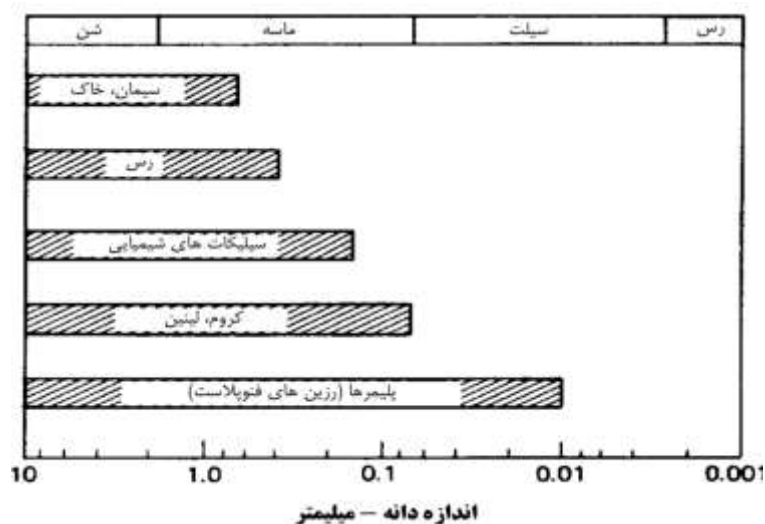 شن ماسه سیلت رس
سیمان، خاک
رس
سیلیکات های شیمیایی
کروم، لینین
پلیمرها (رزین های فنوپلاست)
10 1.0 0.1 0.01 0.001
اندازه دانه – میلیمتر